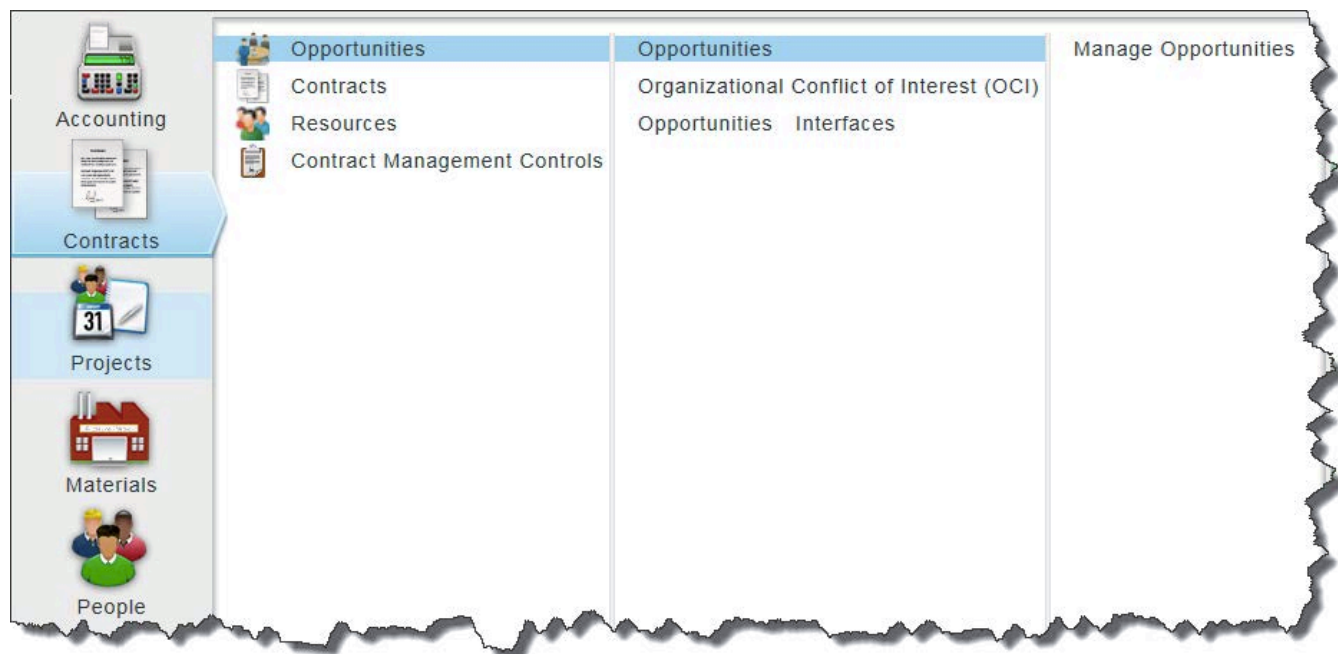 Accounting
Contracts
31
Projects
Materials
People
Opportunities
Contracts
Resources
Contract Management Controls
Opportunities
Organizational Conflict of Interest (OCI)
Opportunities Interfaces
Manage Opportunities